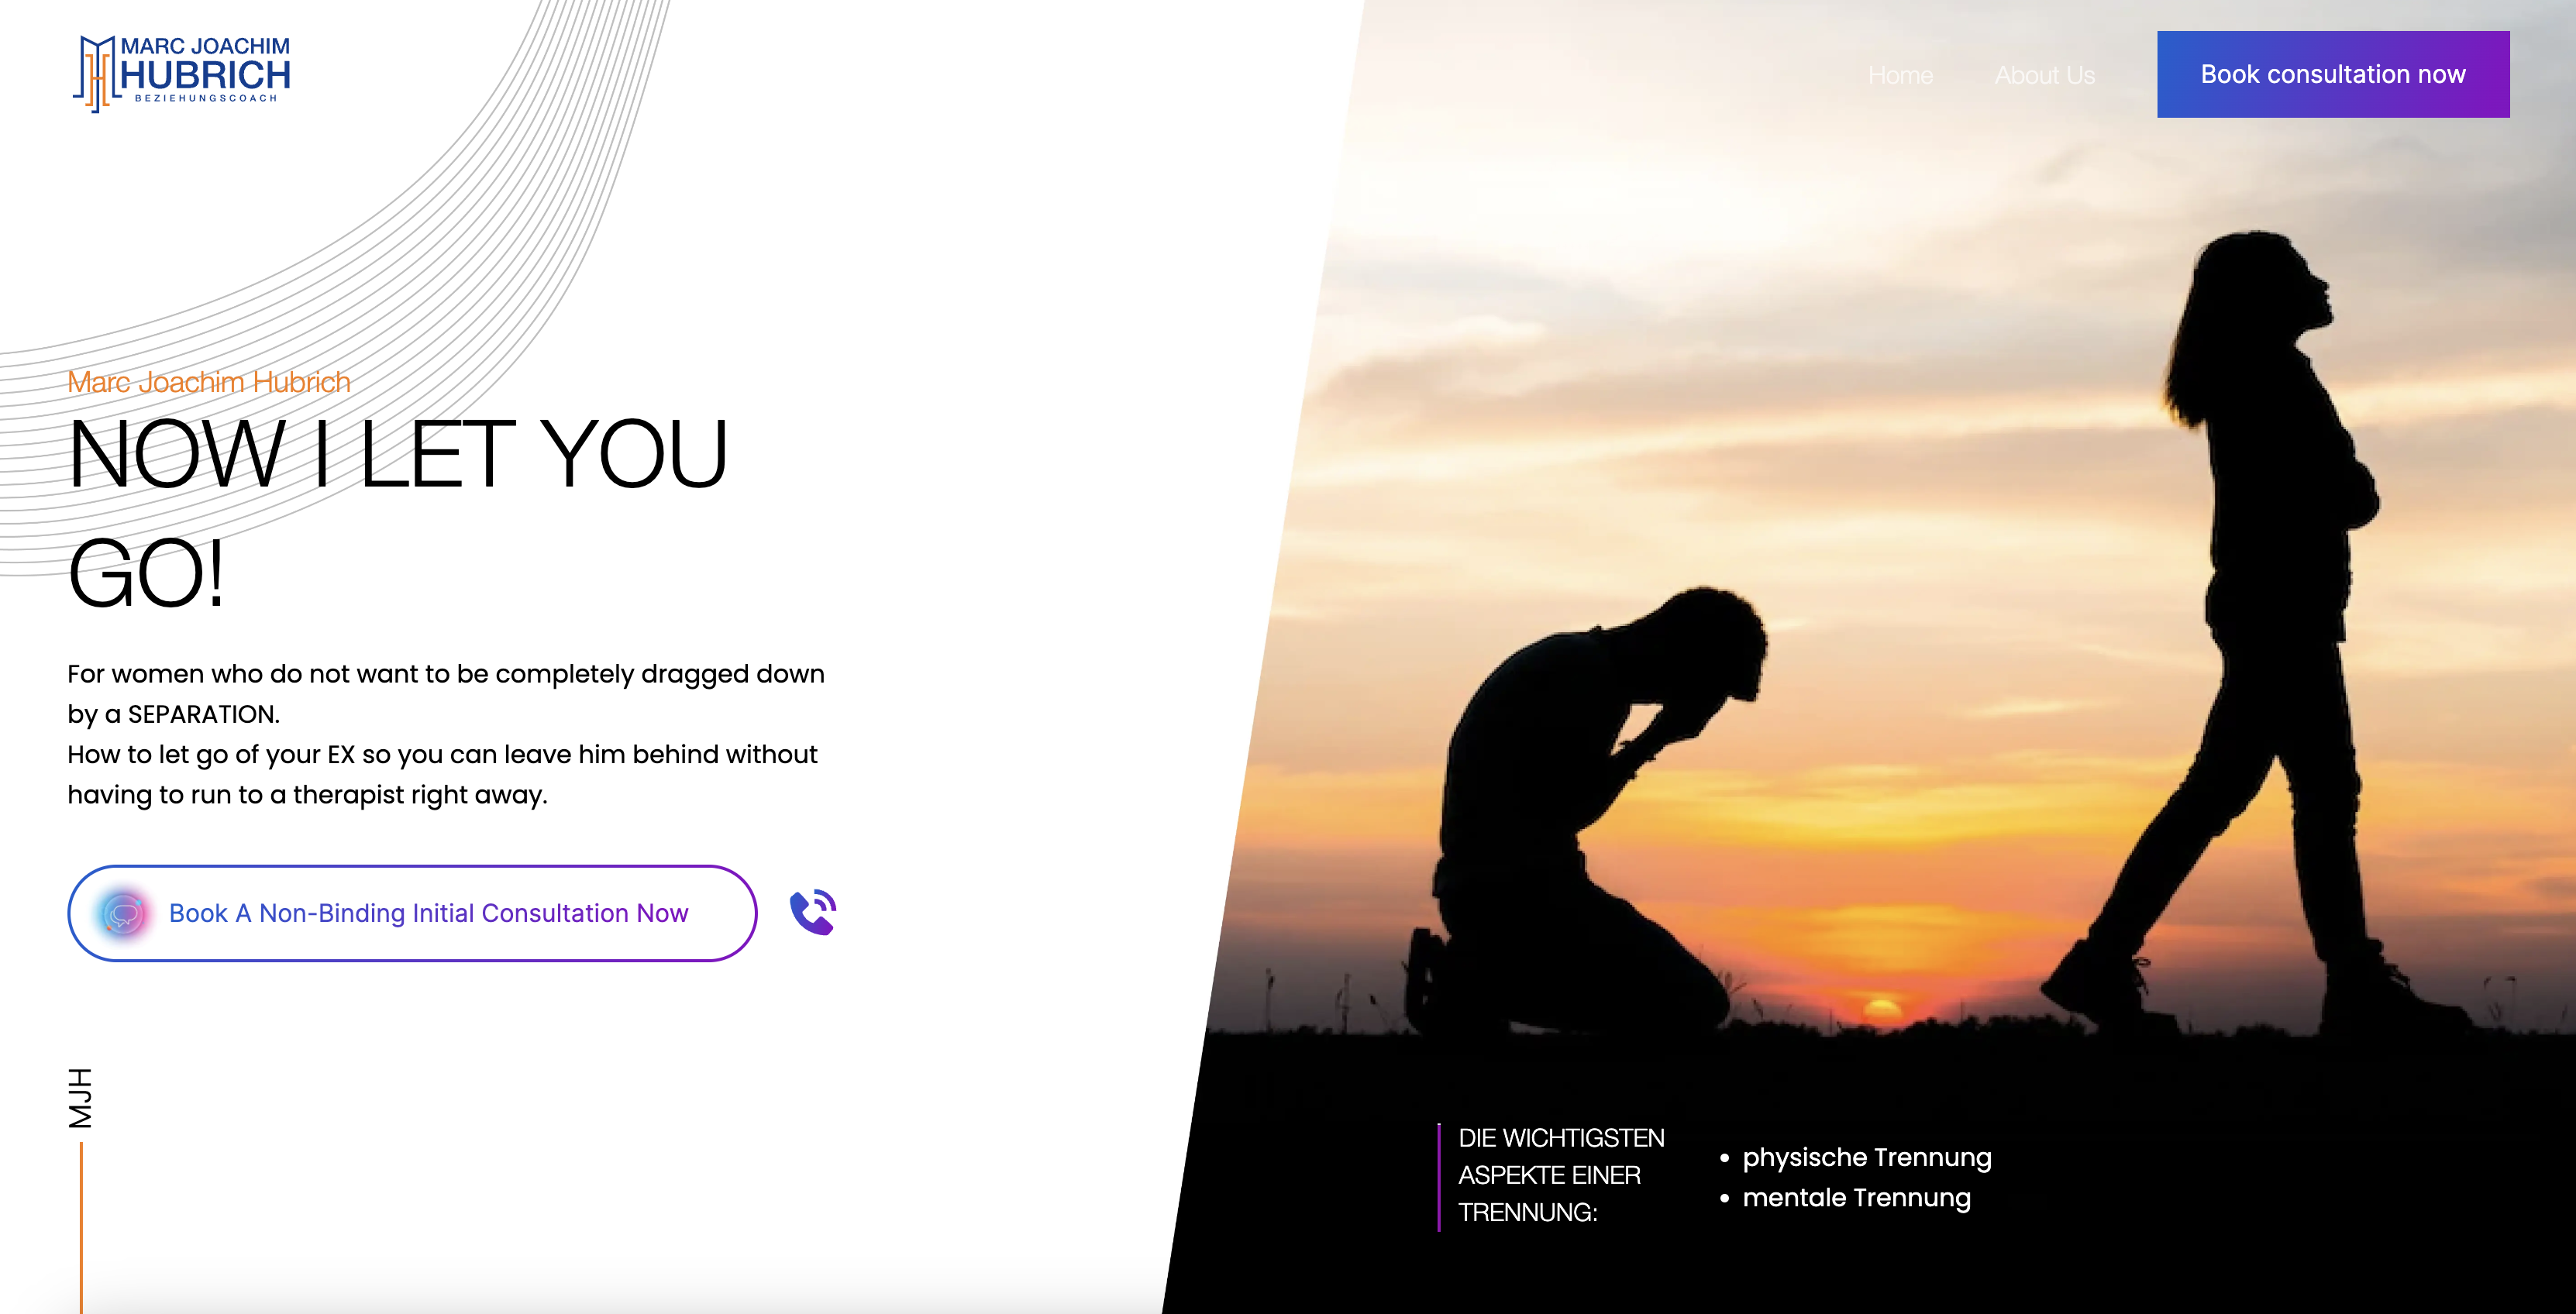 MARC JOACHIM
HUBRICH
BEZIEHUNGSCOACH
Home
About Us
Book consultation now
Marc Joachim Hubrich
NOW I LET YOU
GO!
For women who do not want to be completely dragged down
by a SEPARATION.
How to let go of your EX so you can leave him behind without
having to run to a therapist right away.
Book A Non-Binding Initial Consultation Now
MJH
DIE WICHTIGSTEN
ASPEKTE EINER
TRENNUNG:
• physische Trennung
• mentale Trennung